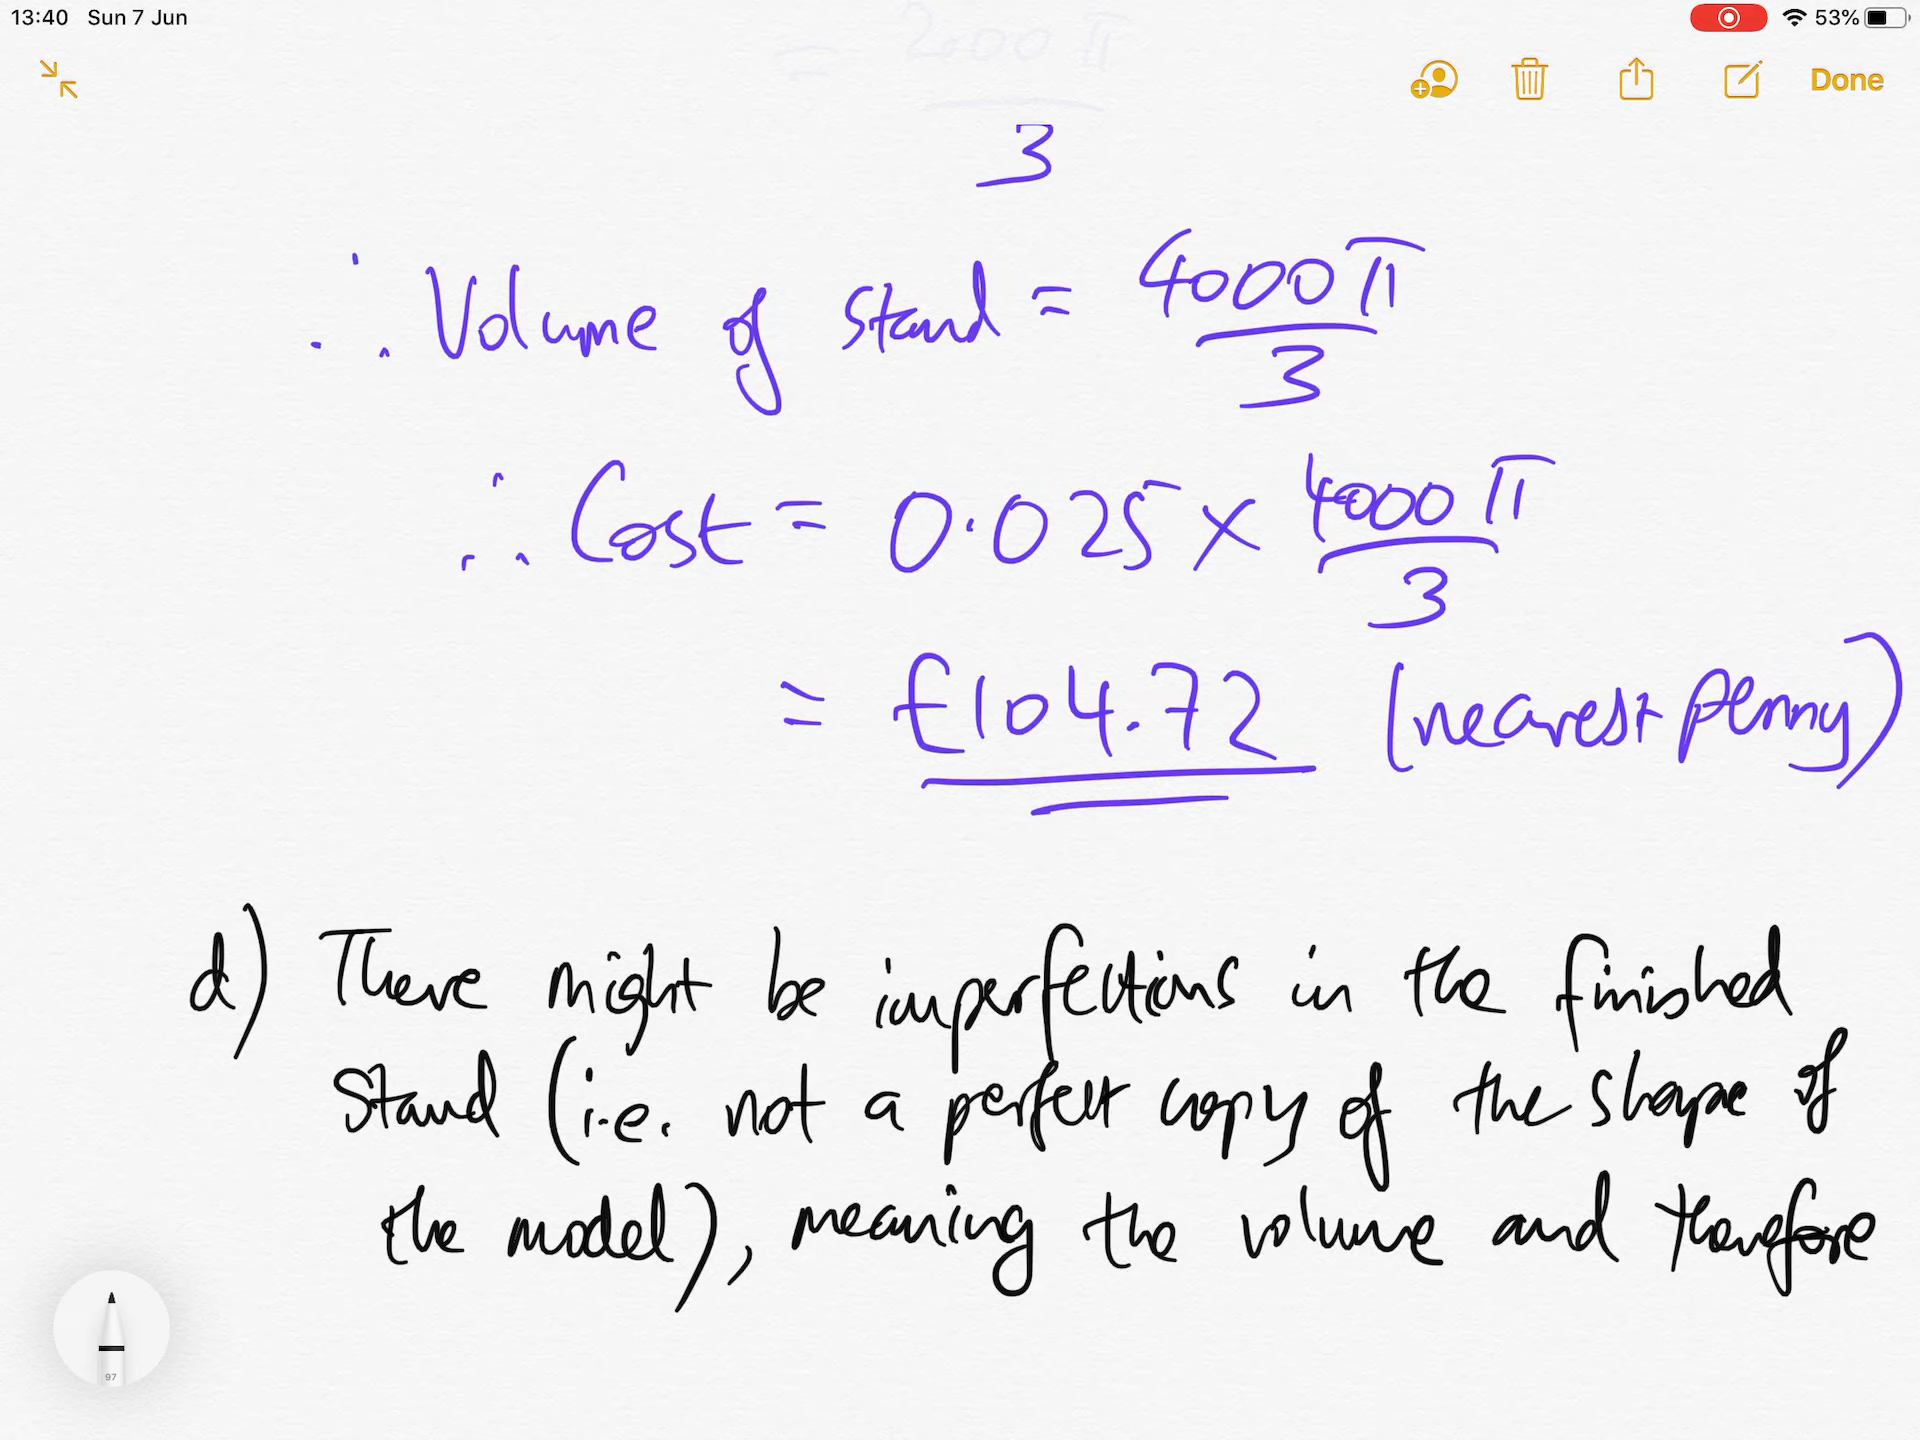 13:40 Sun 7 Jun 53%
= 200π
Done
3
∴ Volume of stand = 4000π
3
∴ Cost = 0.025 × 4000π
3
= £104.72 (nearest penny)
d) There might be imperfections in the finished
stand (i.e. not a perfect copy of the shape of
the model), meaning the volume and therefore
97